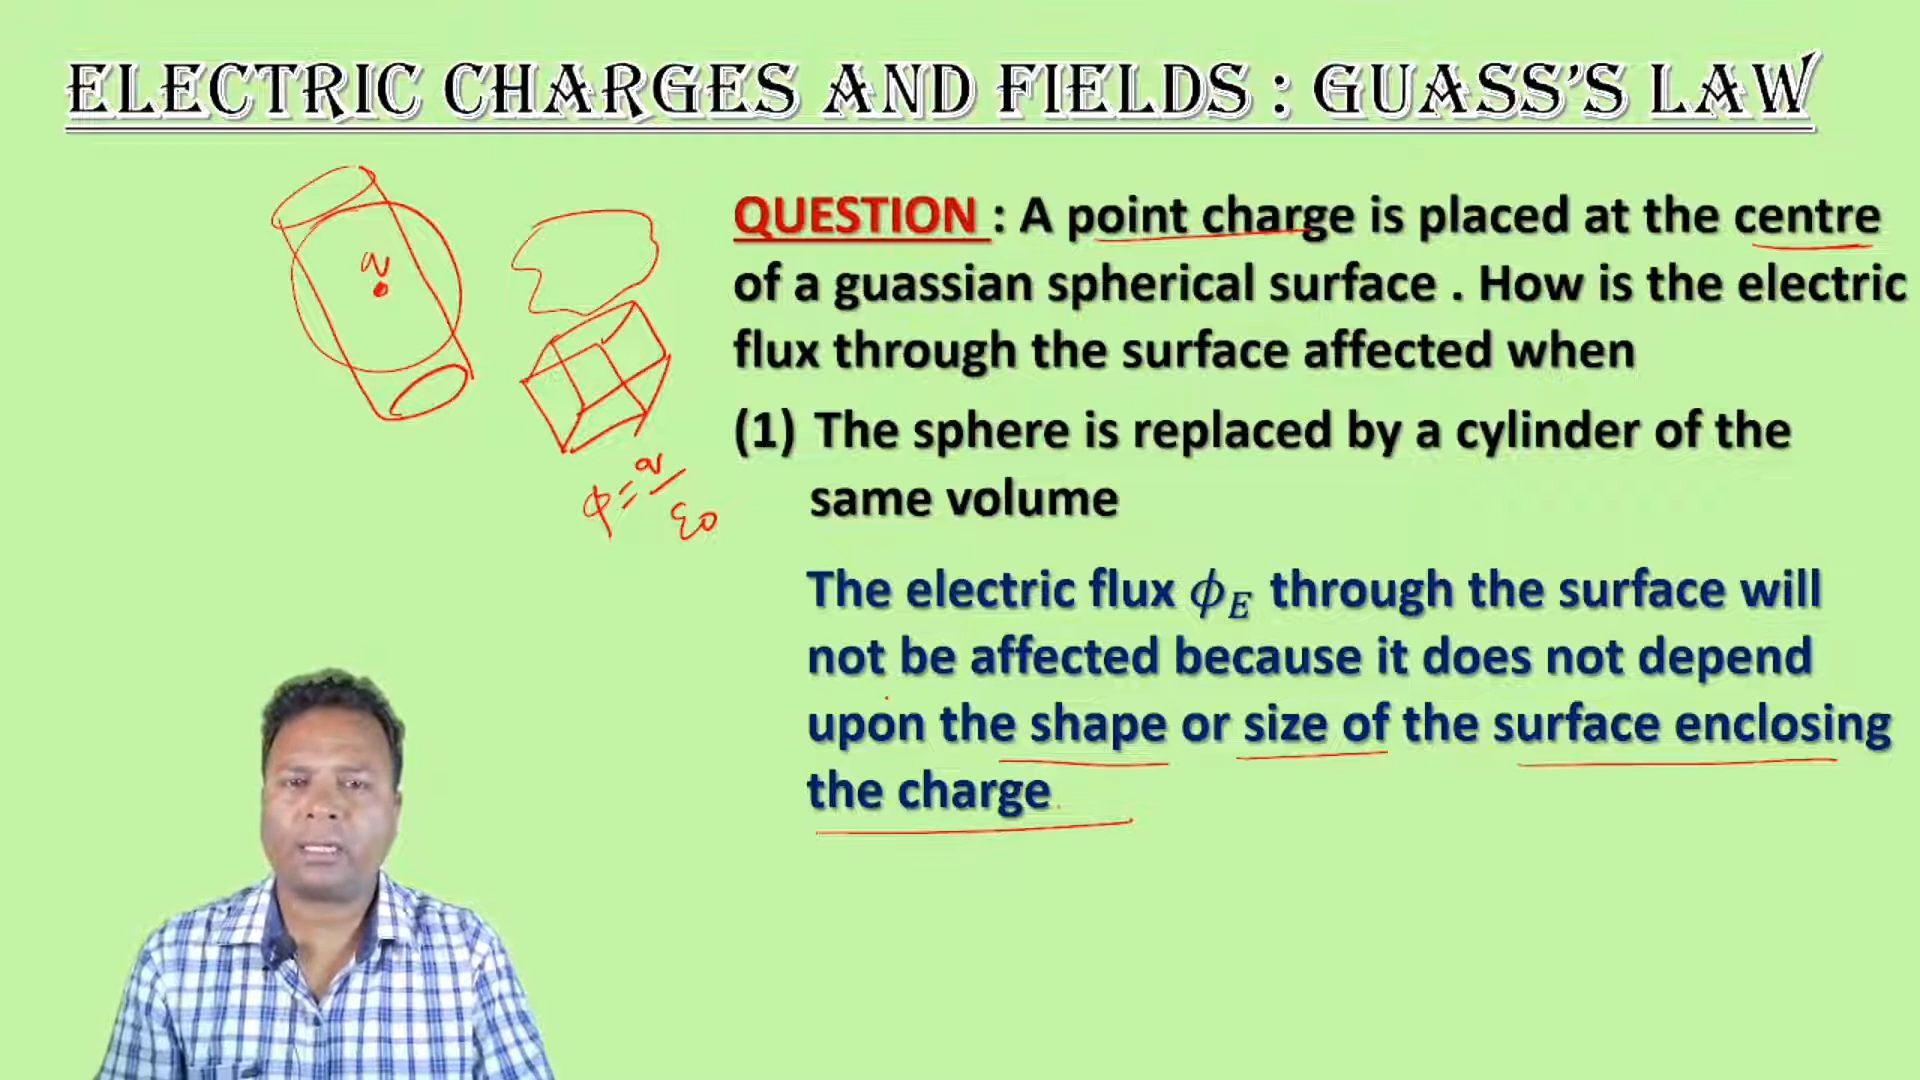 ELECTRIC CHARGES AND FIELDS : GUASS'S LAW
QUESTION : A point charge is placed at the centre
of a guassian spherical surface . How is the electric
flux through the surface affected when
(1) The sphere is replaced by a cylinder of the
same volume
q
ϕ = q/ε0
The electric flux ϕE through the surface will
not be affected because it does not depend
upon the shape or size of the surface enclosing
the charge